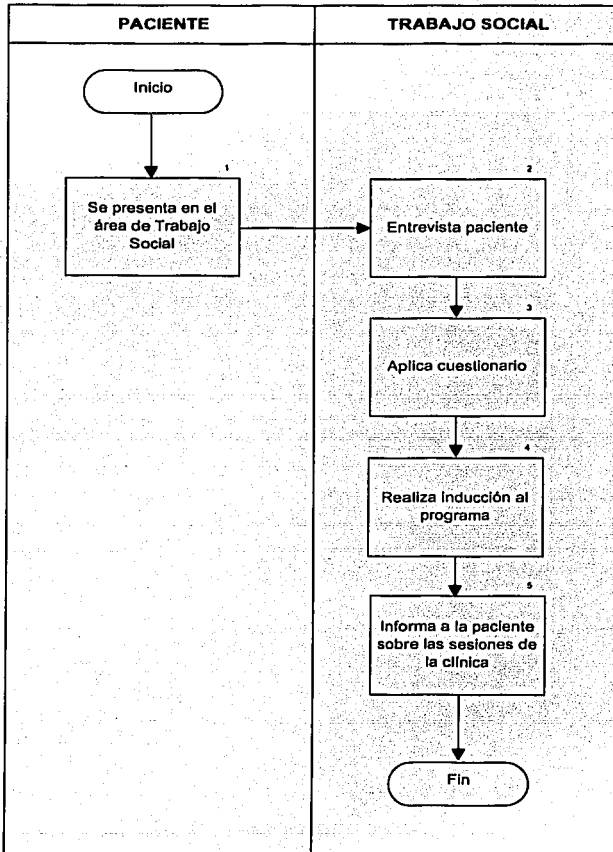 PACIENTE
TRABAJO SOCIAL
Inicio
1
Se presenta en el
área de Trabajo
Social
2
Entrevista paciente
3
Aplica cuestionario
4
Realiza inducción al
programa
5
Informa a la paciente
sobre las sesiones de
la clínica
Fin